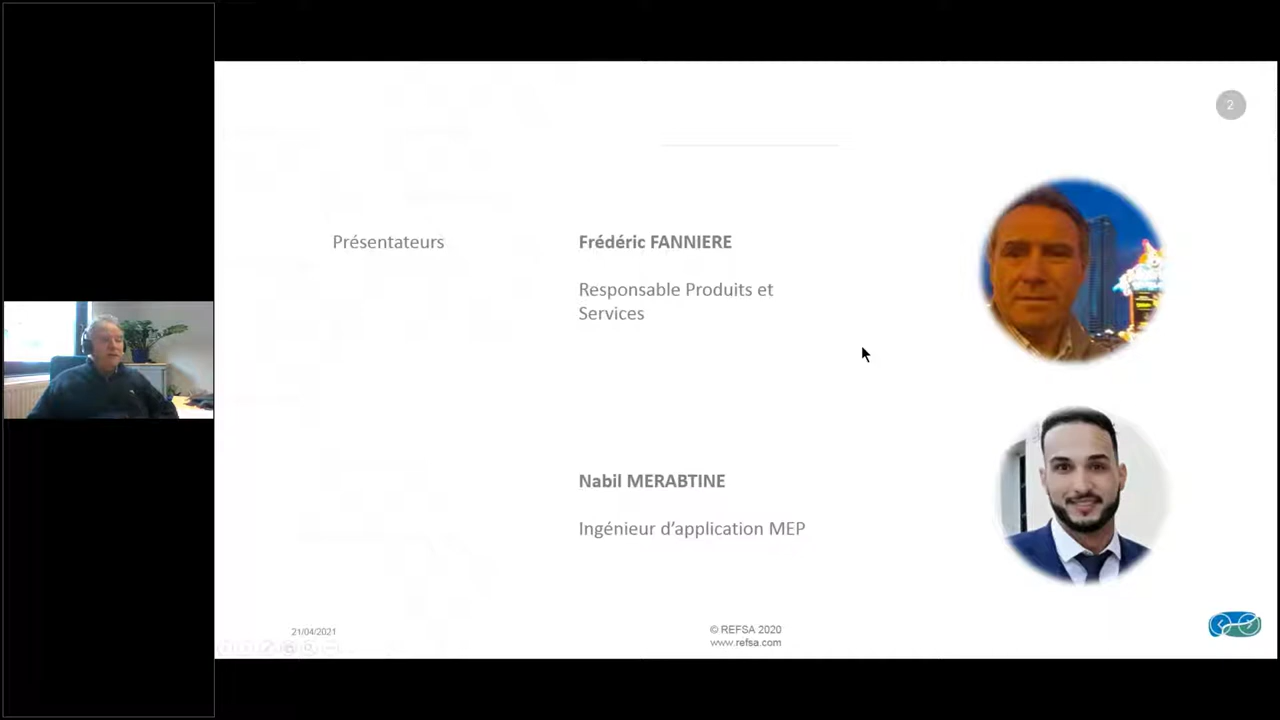 2
Présentateurs
Frédéric FANNIERE
Responsable Produits et
Services
Nabil MERABTINE
Ingénieur d’application MEP
21/04/2021
© REFSA 2020
www.refsa.com